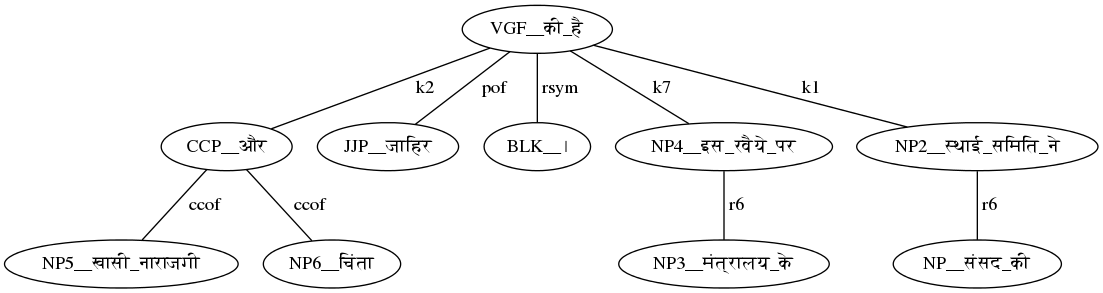 VGF__की_है
k2 pof rsym k7 k1
CCP__और JJP__जाहिर BLK__। NP4__इस_रवैये_पर NP2__स्थाई_समिति_ने
ccof ccof r6 r6
NP5__खासी_नाराजगी NP6__चिंता NP3__मंत्रालय_के NP__संसद_की